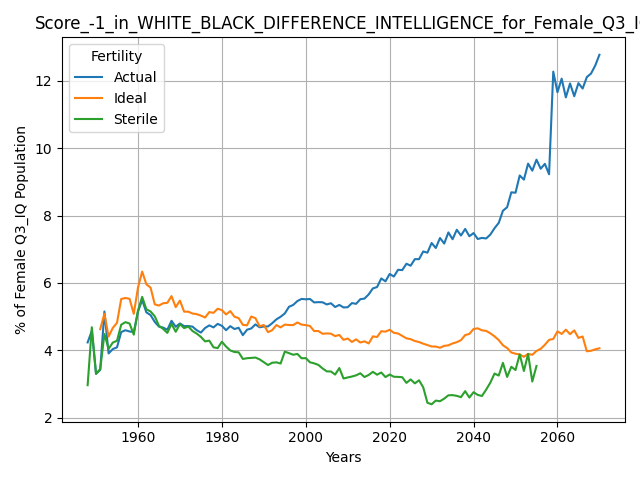 Score_-1_in_WHITE_BLACK_DIFFERENCE_INTELLIGENCE_for_Female_Q3_I
Fertility
Actual
Ideal
Sterile
% of Female Q3_IQ Population
12
10
8
6
4
2
1960
1980
2000
2020
2040
2060
Years